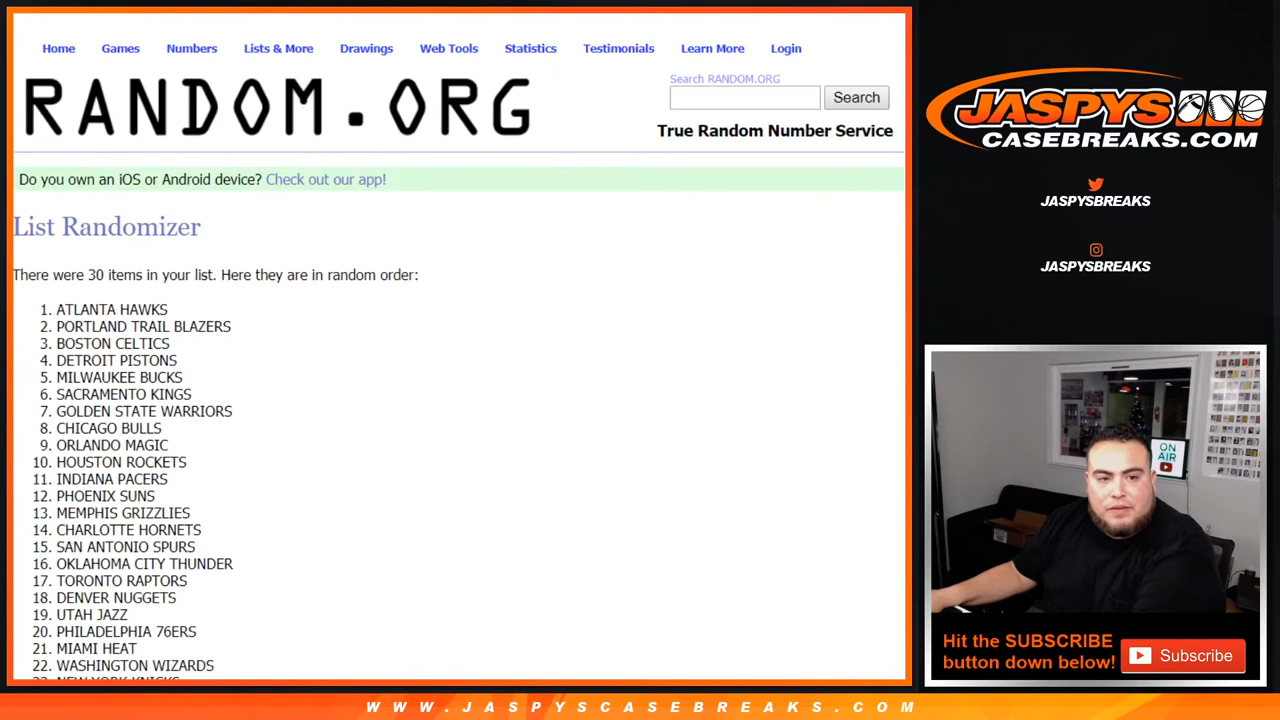 Home Games Numbers Lists & More Drawings Web Tools Statistics Testimonials Learn More Login
RANDOM.ORG
Search RANDOM.ORG
Search
True Random Number Service
Do you own an iOS or Android device? Check out our app!
List Randomizer
There were 30 items in your list. Here they are in random order:
1. ATLANTA HAWKS
2. PORTLAND TRAIL BLAZERS
3. BOSTON CELTICS
4. DETROIT PISTONS
5. MILWAUKEE BUCKS
6. SACRAMENTO KINGS
7. GOLDEN STATE WARRIORS
8. CHICAGO BULLS
9. ORLANDO MAGIC
10. HOUSTON ROCKETS
11. INDIANA PACERS
12. PHOENIX SUNS
13. MEMPHIS GRIZZLIES
14. CHARLOTTE HORNETS
15. SAN ANTONIO SPURS
16. OKLAHOMA CITY THUNDER
17. TORONTO RAPTORS
18. DENVER NUGGETS
19. UTAH JAZZ
20. PHILADELPHIA 76ERS
21. MIAMI HEAT
22. WASHINGTON WIZARDS
23. NEW YORK KNICKS
JASPYS
CASEBREAKS.COM
JASPYSBREAKS
JASPYSBREAKS
ON
AIR
Hit the SUBSCRIBE
button down below!
Subscribe
WWW.JASPYSCASEBREAKS.COM